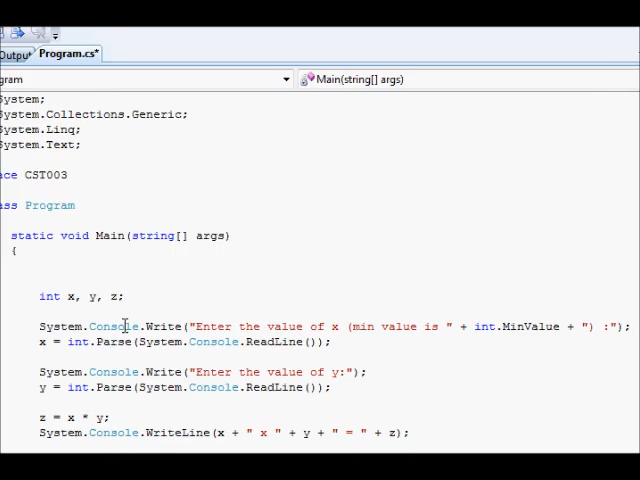 Output*
Program.cs*
gram
Main(string[] args)
System;
System.Collections.Generic;
System.Linq;
System.Text;
ace CST003
ass Program
static void Main(string[] args)
{
int x, y, z;
System.Console.Write("Enter the value of x (min value is " + int.MinValue + ") :");
x = int.Parse(System.Console.ReadLine());
System.Console.Write("Enter the value of y:");
y = int.Parse(System.Console.ReadLine());
z = x * y;
System.Console.WriteLine(x + " x " + y + " = " + z);